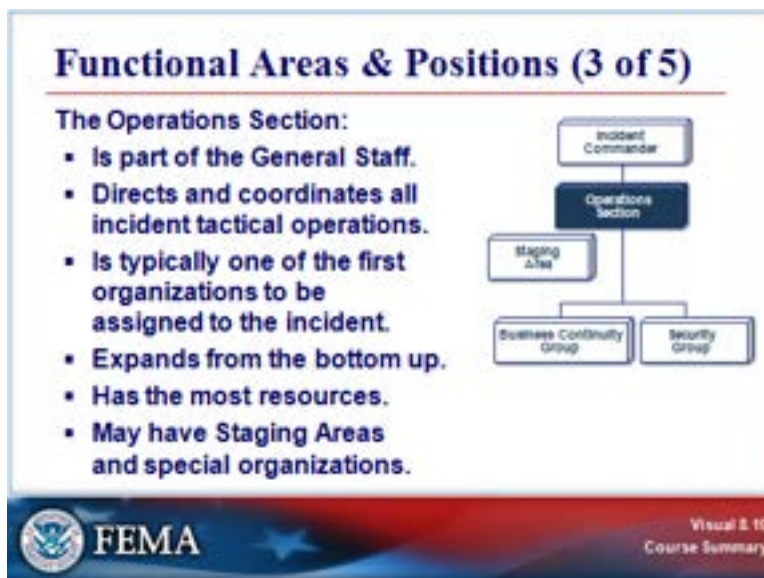 Functional Areas & Positions (3 of 5)
The Operations Section:
▪ Is part of the General Staff.
▪ Directs and coordinates all
incident tactical operations.
▪ Is typically one of the first
organizations to be
assigned to the incident.
▪ Expands from the bottom up.
▪ Has the most resources.
▪ May have Staging Areas
and special organizations.
Incident
Commander
Operations
Section
Staging
Area
Business Continuity
Group
Security
Group
FEMA
Visual 8.10
Course Summary